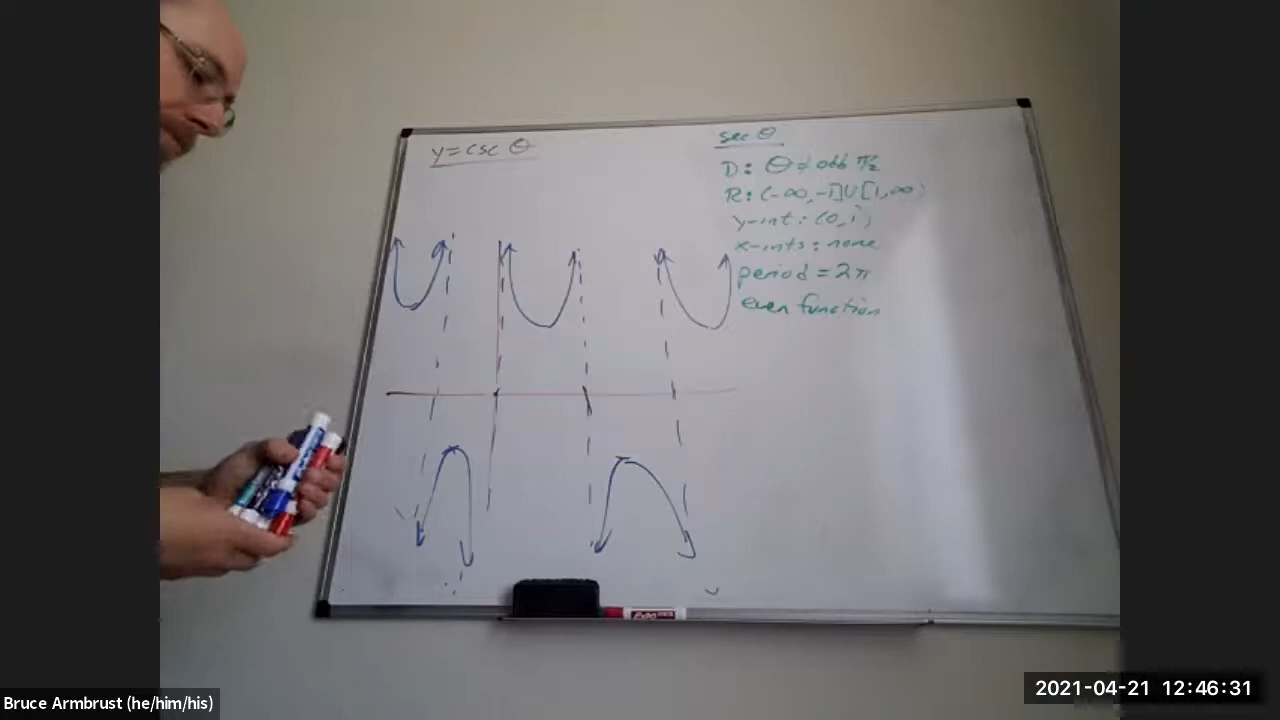 y = csc θ
sec θ
D: θ ≠ odd π/2
R: (-∞, -1] ∪ [1, ∞)
y-int: (0, 1)
x-ints: none
period = 2π
even function
EXPO
Bruce Armbrust (he/him/his)
2021-04-21 12:46:31